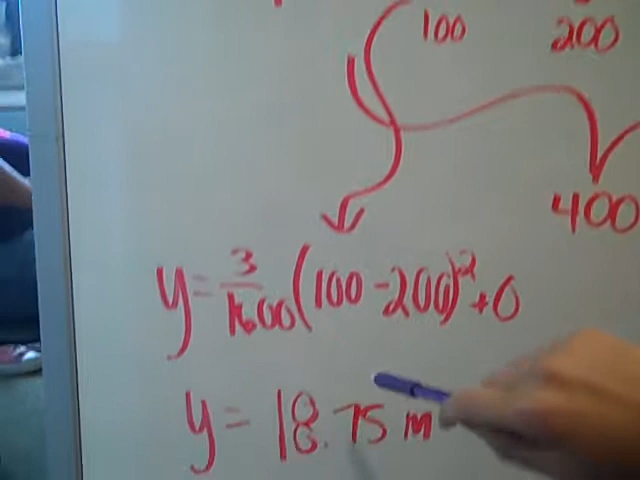 100 200
400
y = 3/1600 (100 - 200)² + 0
y = 18.75 m